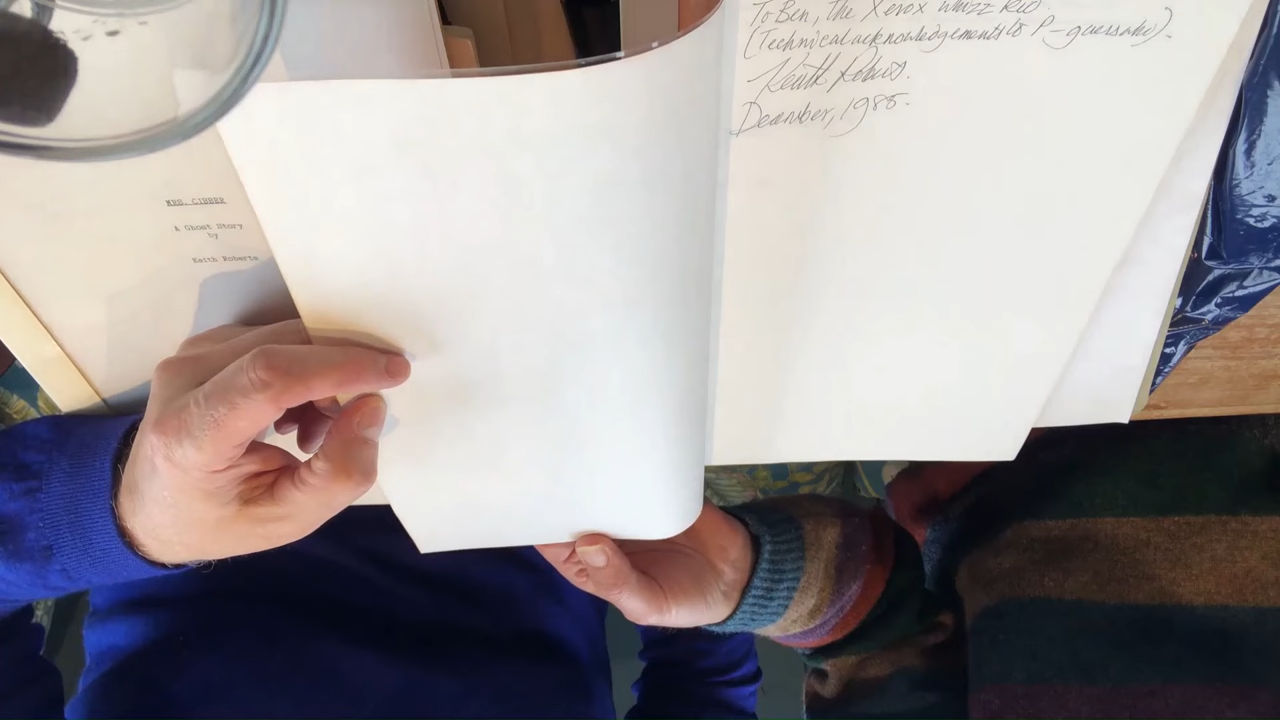 MRS. CIBBER
A Ghost Story
by
Keith Roberts
To Ben, the Xerox whizz kid.
(Technical acknowledgements to P – guesswho).
Keith Roberts.
December, 1985.